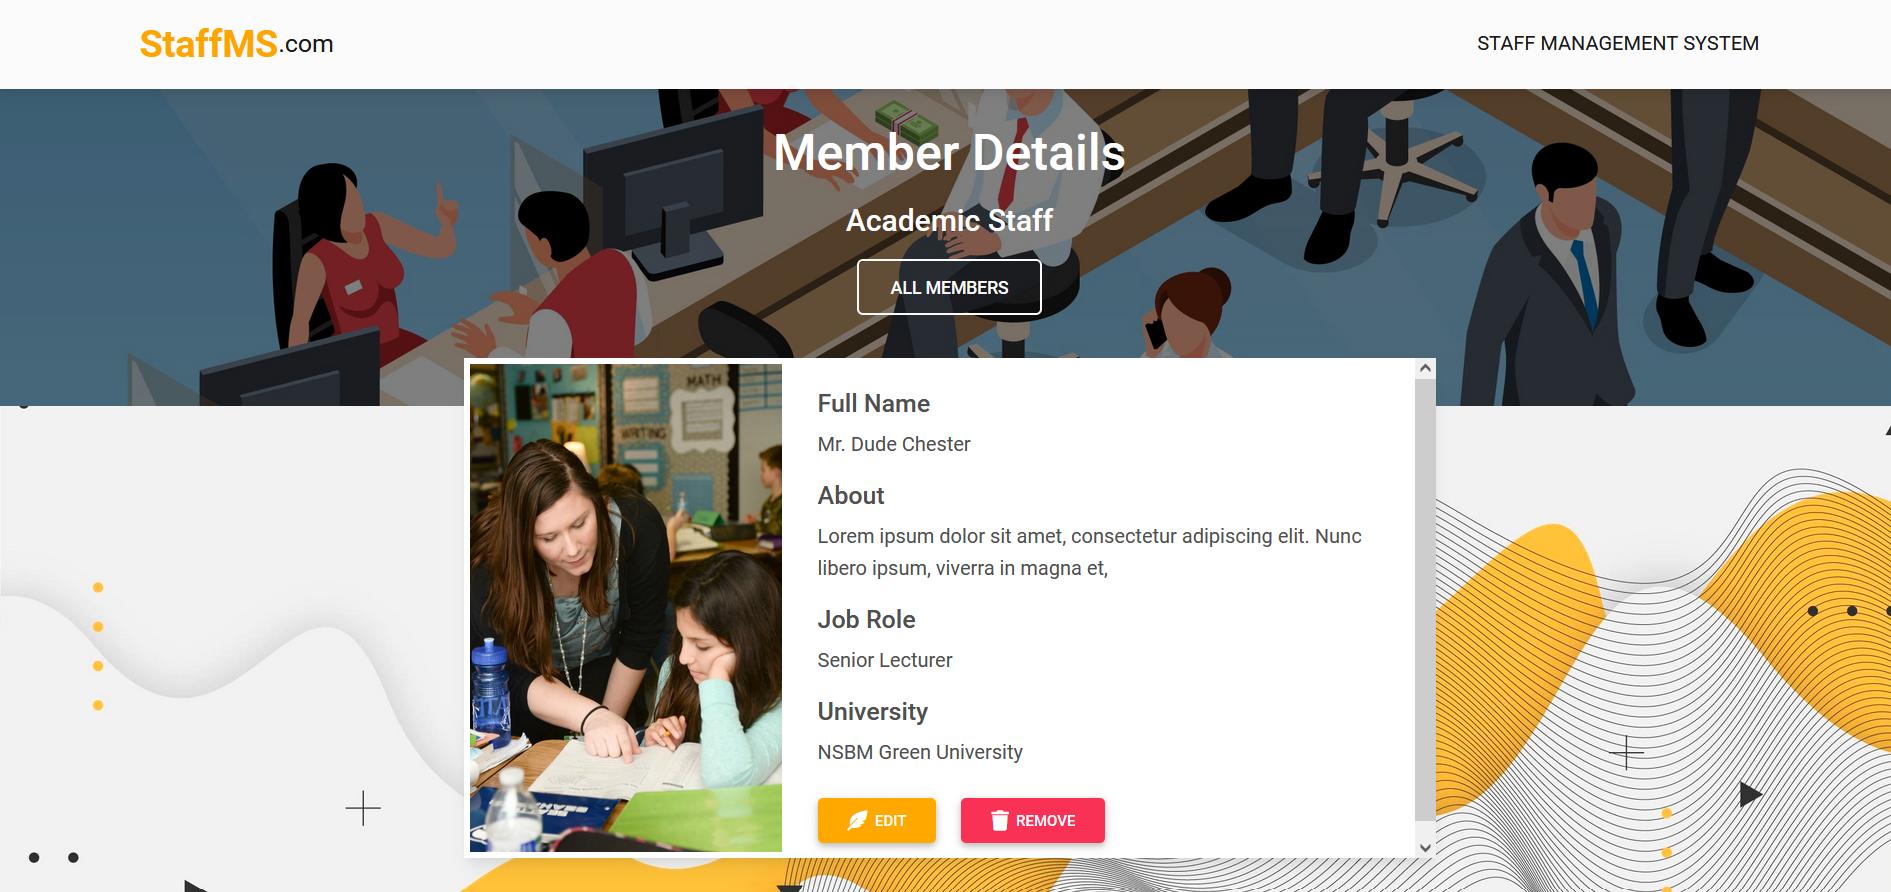 StaffMS.com
STAFF MANAGEMENT SYSTEM
Member Details
Academic Staff
ALL MEMBERS
MATH
WRITING
Full Name
Mr. Dude Chester
About
Lorem ipsum dolor sit amet, consectetur adipiscing elit. Nunc
libero ipsum, viverra in magna et,
Job Role
Senior Lecturer
University
NSBM Green University
EDIT
REMOVE